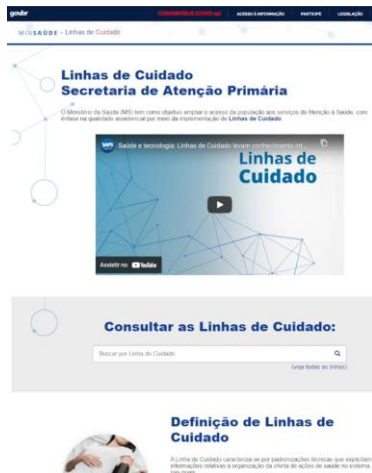 govbr
CORONAVÍRUS (COVID-19) ACESSO À INFORMAÇÃO PARTICIPE LEGISLAÇÃO
MINSAÚDE - Linhas de Cuidado
Linhas de Cuidado
Secretaria de Atenção Primária
O Ministério da Saúde (MS) tem como objetivo ampliar o acesso da população aos serviços de Atenção à Saúde, com
ênfase na qualidade assistencial por meio da implementação de Linhas de Cuidado.
SAPS Saúde e tecnologia: Linhas de Cuidado levam conhecimento int...
Linhas de
Cuidado
Assistir no YouTube
Consultar as Linhas de Cuidado:
Buscar por Linha de Cuidado
(veja todas as linhas)
Definição de Linhas de
Cuidado
A Linha de Cuidado caracteriza-se por padronizações técnicas que explicitam
informações relativas à organização da oferta de ações de saúde no sistema,